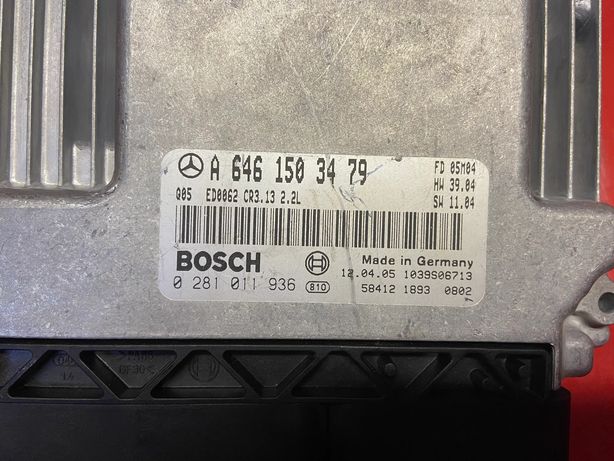 A 646 150 34 79
FD 05M04
Q05 ED0062 CR3.13 2.2L
HW 39.04
SW 11.04
BOSCH
Made in Germany
0 281 011 936 810
12.04.05 1039S06713
58412 1893 0802